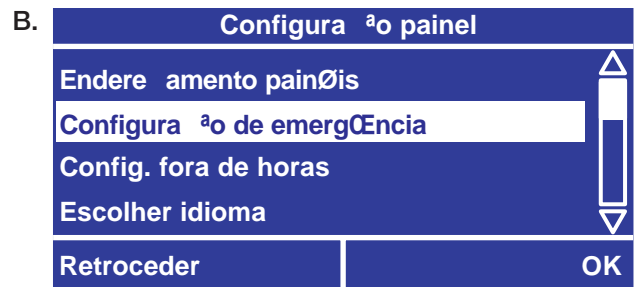 B.
Configura ªo painel
Endere amento painØis
Configura ªo de emergŒncia
Config. fora de horas
Escolher idioma
Retroceder OK